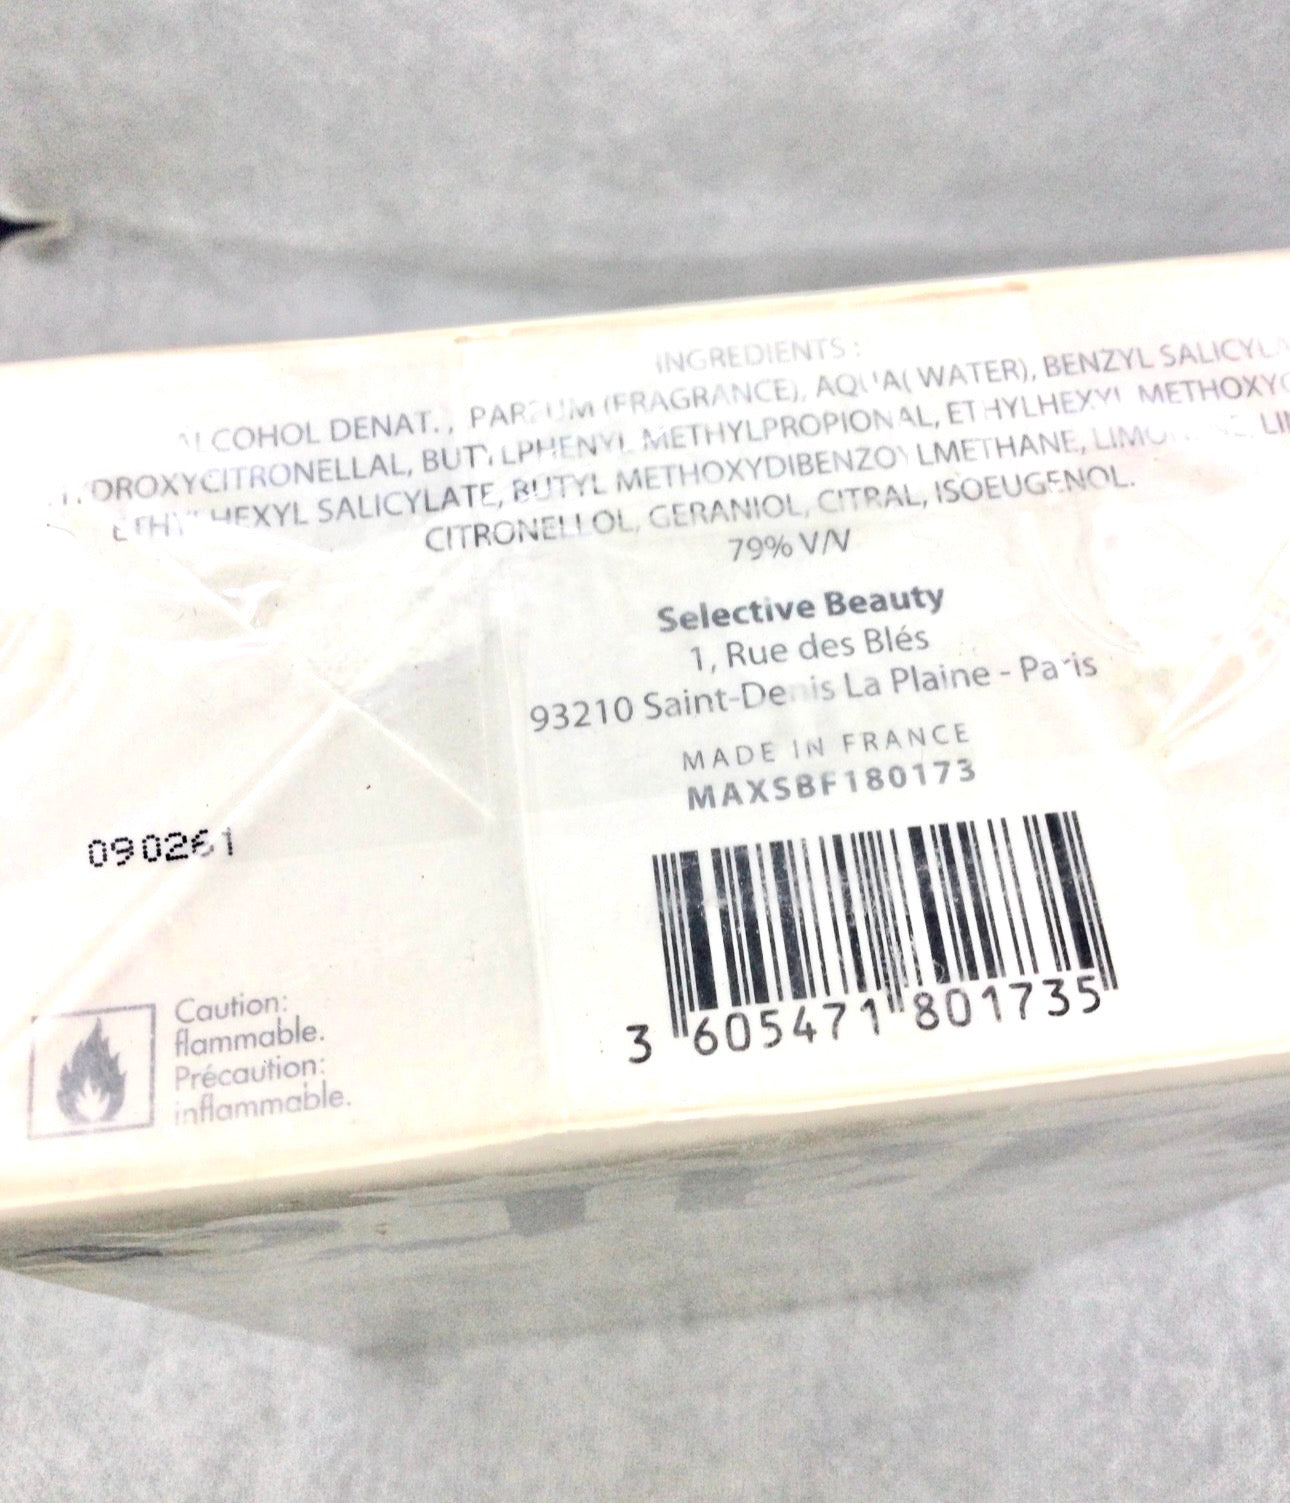 INGREDIENTS :
ALCOHOL DENAT., PARFUM (FRAGRANCE), AQUA( WATER), BENZYL
HYDROXYCITRONELLAL, BUTYLPHENYL METHYLPROPIONAL, ETHYLHEXYL
ETHYLHEXYL SALICYLATE, BUTYL METHOXYDIBENZOYLMETHANE,
CITRONELLOL, GERANIOL, CITRAL, ISOEUGENOL.
79% V/V
Selective Beauty
1, Rue des Blés
93210 Saint-Denis La Plaine - Paris
MADE IN FRANCE
MAXSBF180173
090261
3 605471 801735
Caution:
flammable.
Précaution:
inflammable.